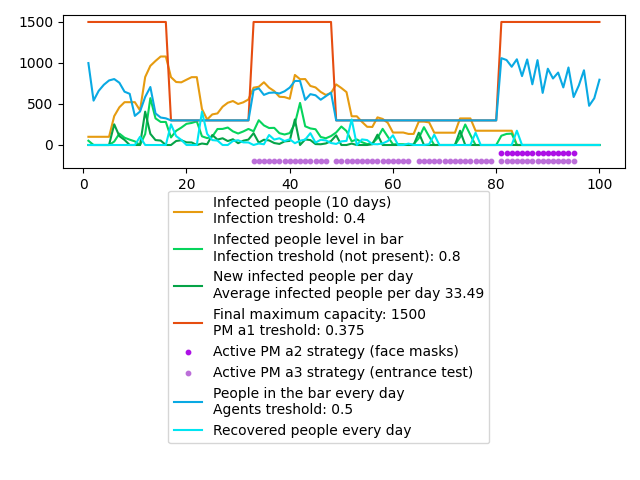 1500
1000
500
0
0
20
40
60
80
100
Infected people (10 days)
Infection treshold: 0.4
Infected people level in bar
Infection treshold (not present): 0.8
New infected people per day
Average infected people per day 33.49
Final maximum capacity: 1500
PM a1 treshold: 0.375
Active PM a2 strategy (face masks)
Active PM a3 strategy (entrance test)
People in the bar every day
Agents treshold: 0.5
Recovered people every day